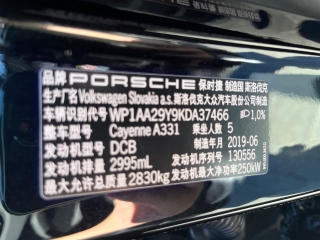 品牌 PORSCHE 保时捷 制造国 斯洛伐克
生产厂名 Volkswagen Slovakia a.s. 斯洛伐克大众汽车股份公司制造
车辆识别代号 WP1AA29Y9KDA37466 1,0%
整车型号 Cayenne A331 乘坐人数 5
发动机型号 DCB 制造年月 2019-06
发动机排量 2995mL 发动机号 130556
最大允许总质量 2830kg 发动机最大净功率 250kW